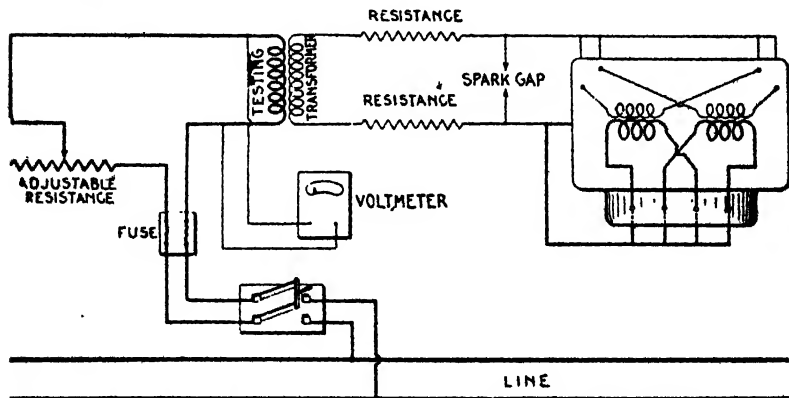 RESISTANCE
TESTING
TRANSFORMER
SPARK GAP
RESISTANCE
ADJUSTABLE
RESISTANCE
VOLTMETER
FUSE
LINE